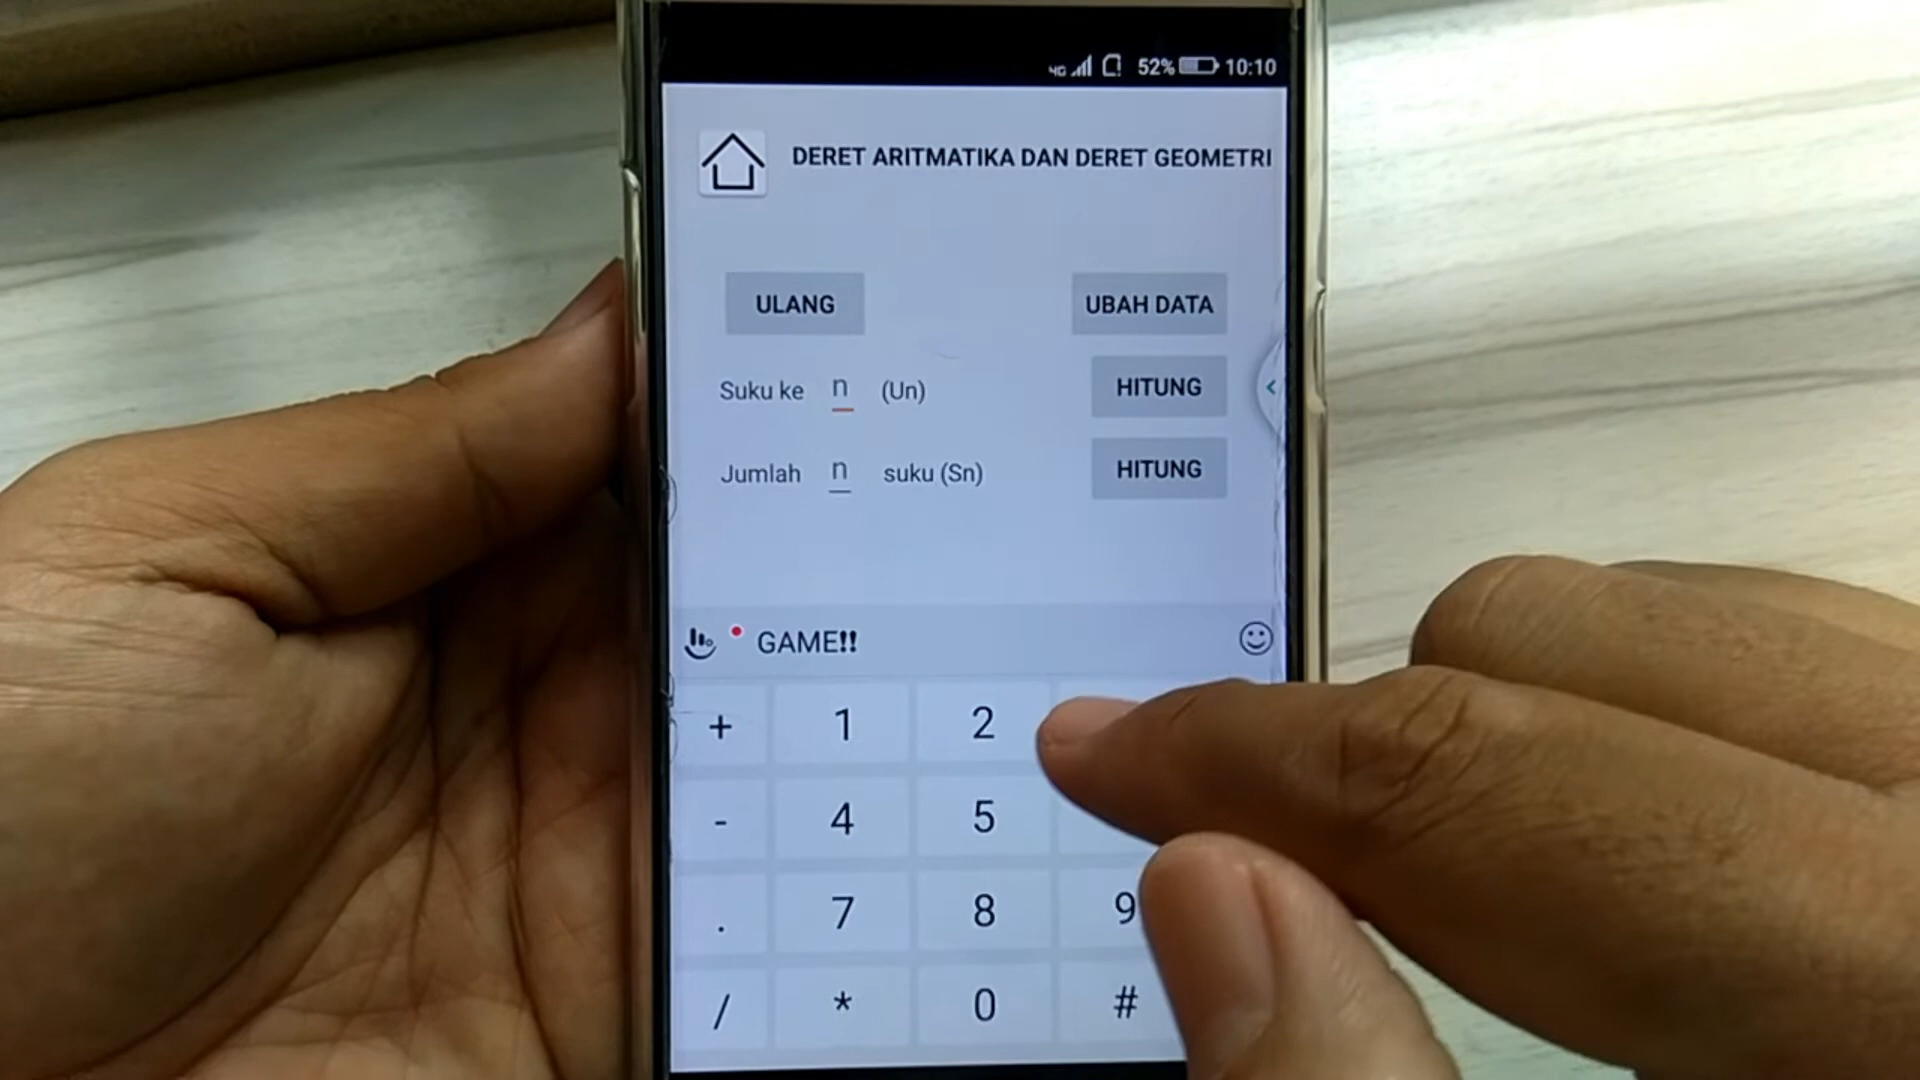 4G 52% 10:10
DERET ARITMATIKA DAN DERET GEOMETRI
ULANG UBAH DATA
Suku ke n (Un) HITUNG
<
Jumlah n suku (Sn) HITUNG
GAME!!
+ 1 2
- 4 5
. 7 8 9
/ * 0 #